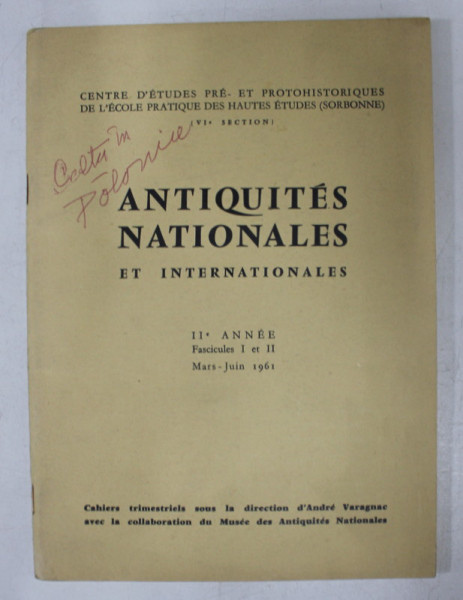 CENTRE D'ÉTUDES PRÉ- ET PROTOHISTORIQUES
DE L'ÉCOLE PRATIQUE DES HAUTES ÉTUDES (SORBONNE)
(VIe SECTION)
Celtii în
Polonia
ANTIQUITÉS
NATIONALES
ET INTERNATIONALES
IIe ANNÉE
Fascicules I et II
Mars-Juin 1961
Cahiers trimestriels sous la direction d'André Varagnac
avec la collaboration du Musée des Antiquités Nationales